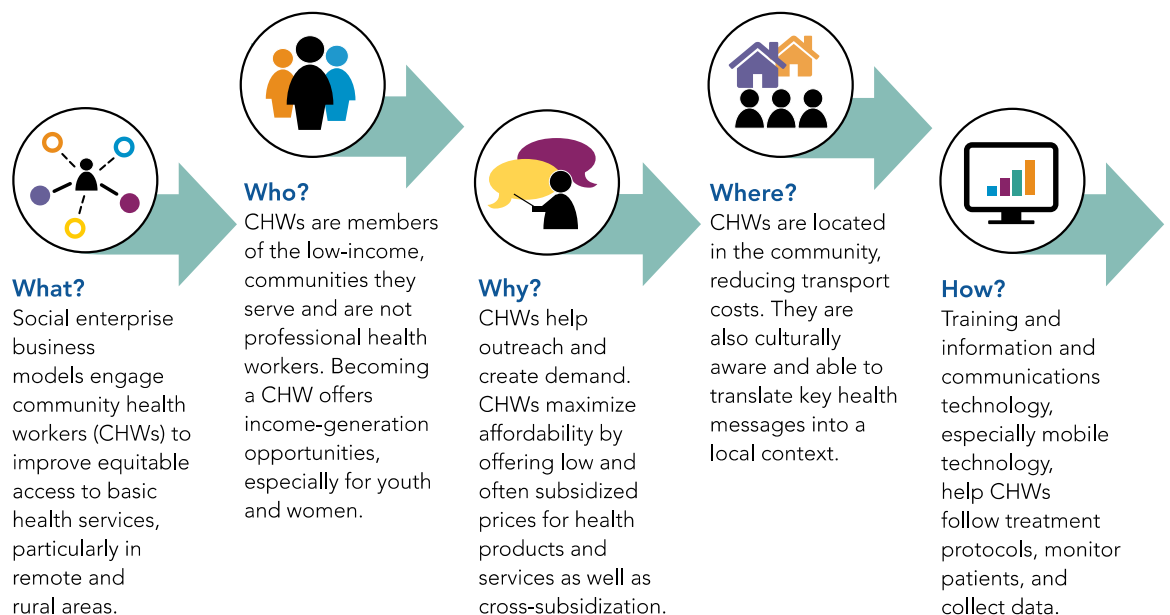 What?
Social enterprise
business
models engage
community health
workers (CHWs) to
improve equitable
access to basic
health services,
particularly in
remote and
rural areas.
Who?
CHWs are members
of the low-income,
communities they
serve and are not
professional health
workers. Becoming
a CHW offers
income-generation
opportunities,
especially for youth
and women.
Why?
CHWs help
outreach and
create demand.
CHWs maximize
affordability by
offering low and
often subsidized
prices for health
products and
services as well as
cross-subsidization.
Where?
CHWs are located
in the community,
reducing transport
costs. They are
also culturally
aware and able to
translate key health
messages into a
local context.
How?
Training and
information and
communications
technology,
especially mobile
technology,
help CHWs
follow treatment
protocols, monitor
patients, and
collect data.